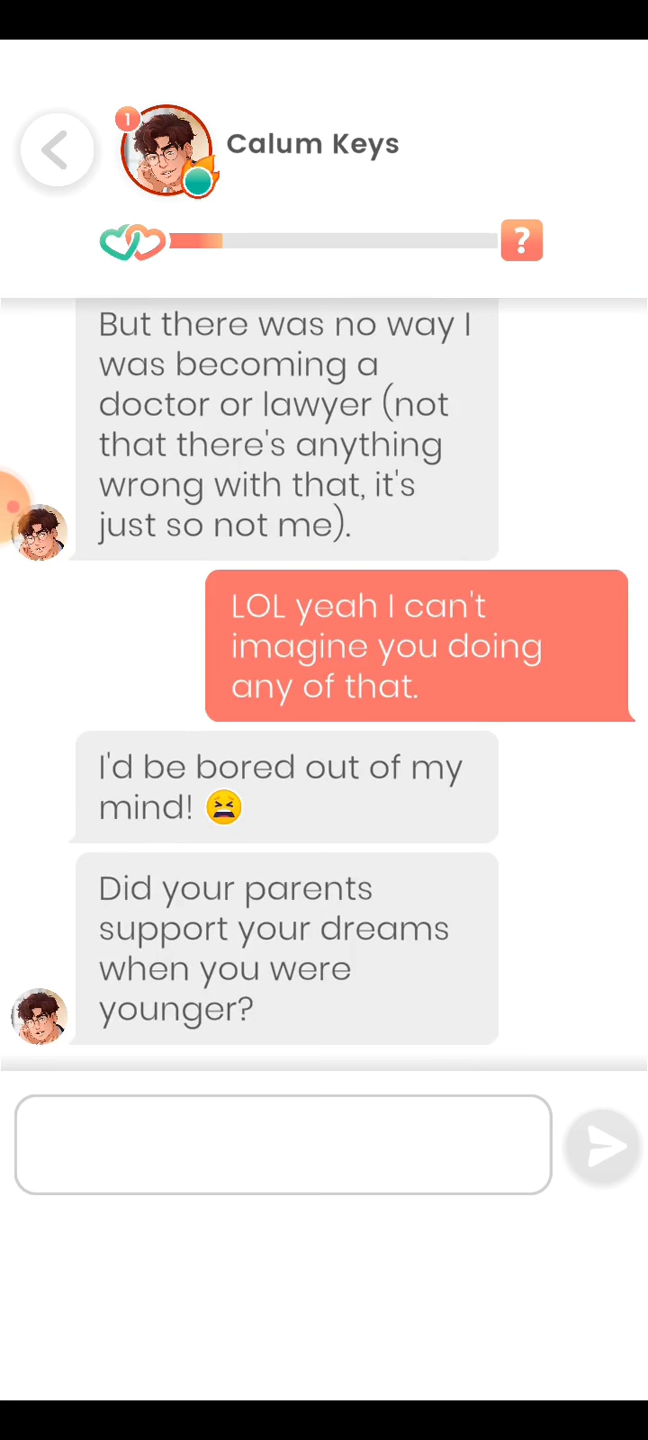 1
Calum Keys
?
But there was no way I
was becoming a
doctor or lawyer (not
that there's anything
wrong with that, it's
just so not me).
LOL yeah I can't
imagine you doing
any of that.
I'd be bored out of my
mind! 😫
Did your parents
support your dreams
when you were
younger?